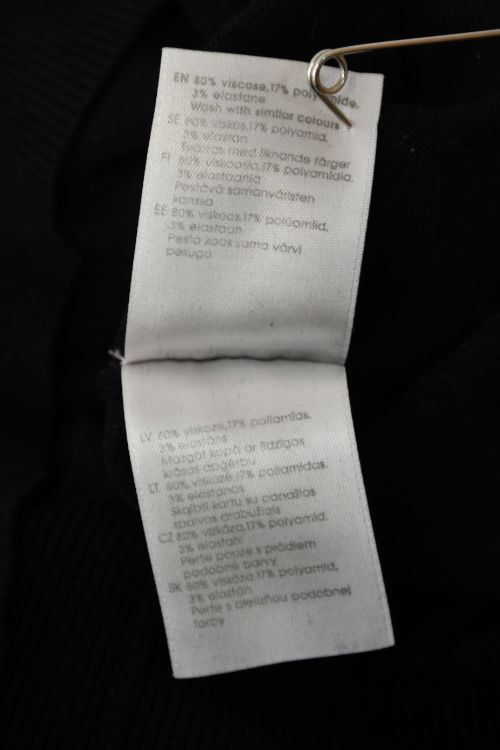 EN 80% viscose,17% polyamide,
3% elastane
Wash with similar colours
SE 80% viskos,17% polyamid,
3% elastan
Tvättas med liknande färger
FI 80% viskoosia,17% polyamidia,
3% elastaania
Pestävä samanväristen
kanssa
EE 80% viskoos,17% polüamiid,
3% elastaan
Pesta koos sama värvi
pesuga
LV 80% viskoze,17% poliamīds,
3% elastāns
Mazgāt kopā ar līdzīgas
krāsas apģērbu
LT 80% viskozė,17% poliamidas,
3% elastanas
Skalbti kartu su panašios
spalvos drabužiais
CZ 80% viskóza,17% polyamid,
3% elastan
Perte pouze s prádlem
podobné barvy
SK 80% viskóza 17% polyamid,
3% elastán
Perte s bielizňou podobnej
farby